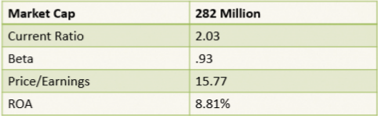 Market Cap 282 Million
Current Ratio 2.03
Beta .93
Price/Earnings 15.77
ROA 8.81%